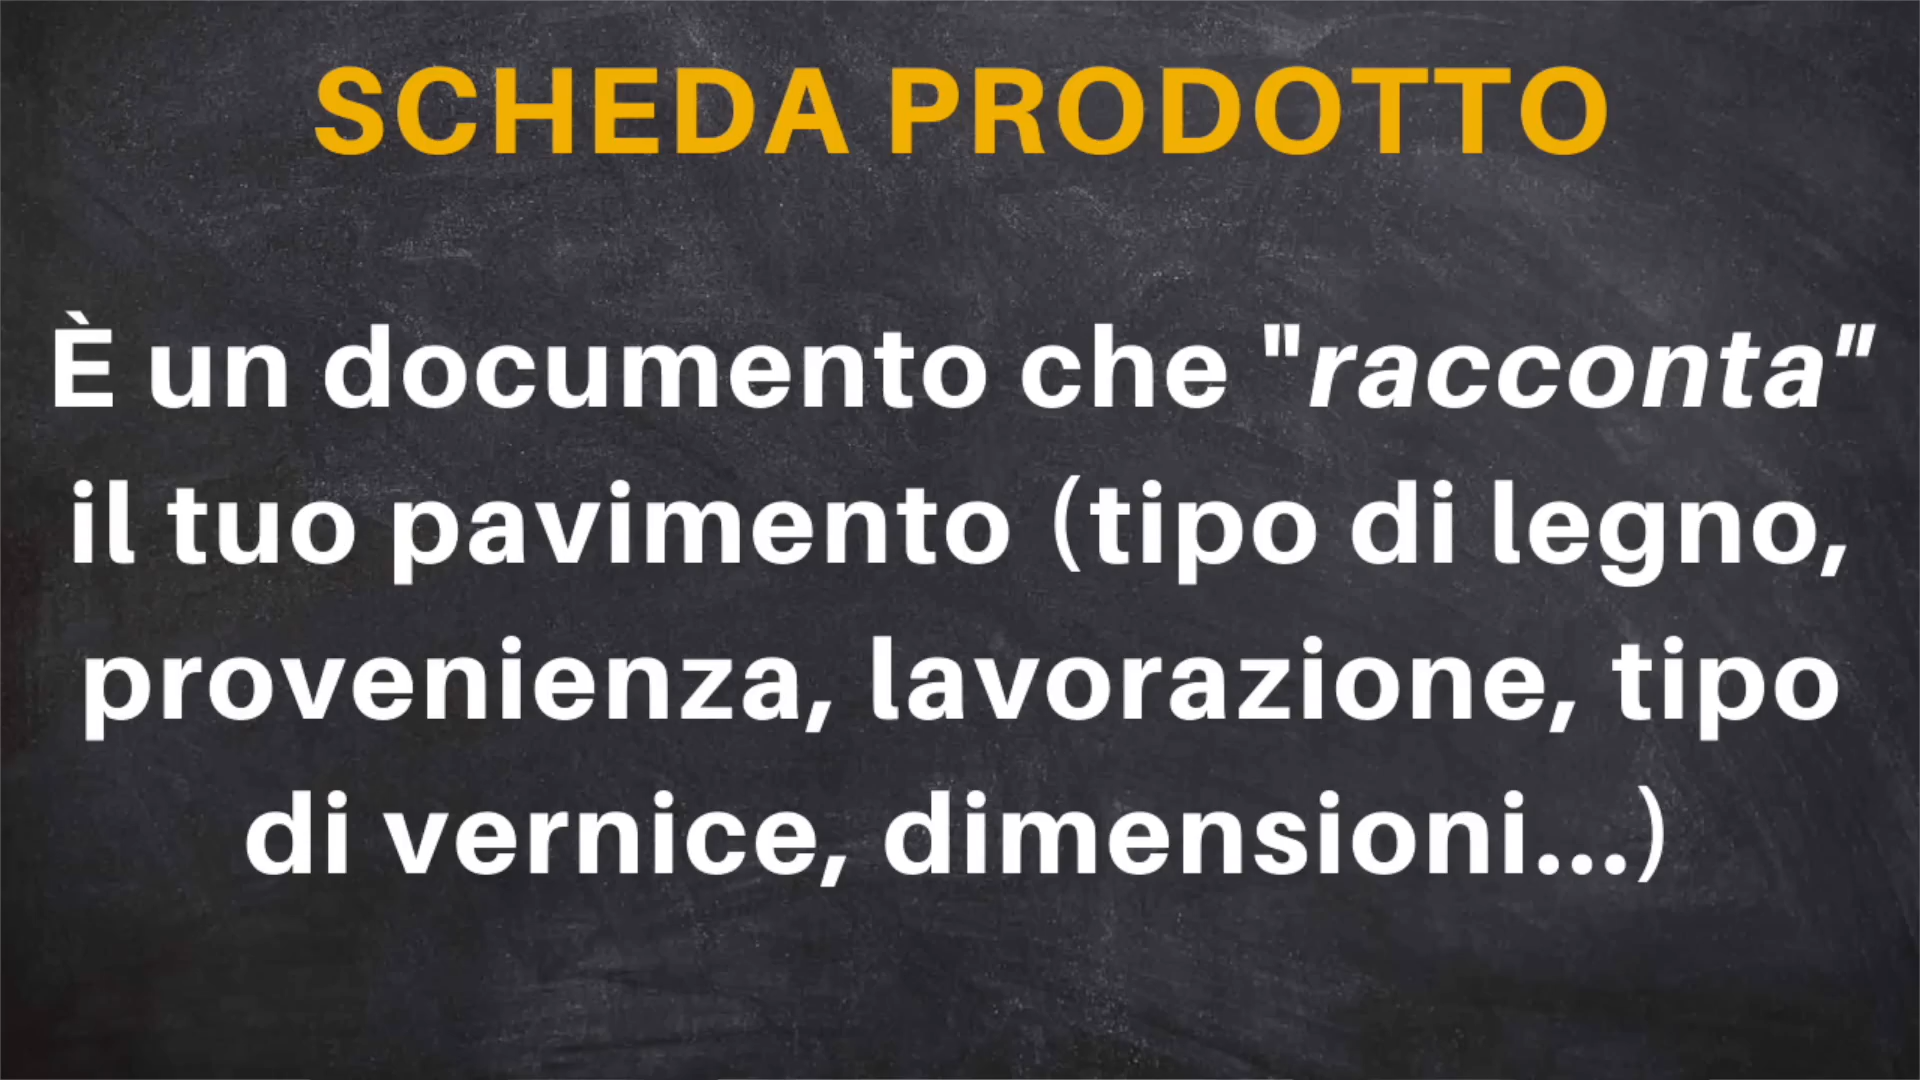 SCHEDA PRODOTTO
È un documento che "racconta"
il tuo pavimento (tipo di legno,
provenienza, lavorazione, tipo
di vernice, dimensioni...)